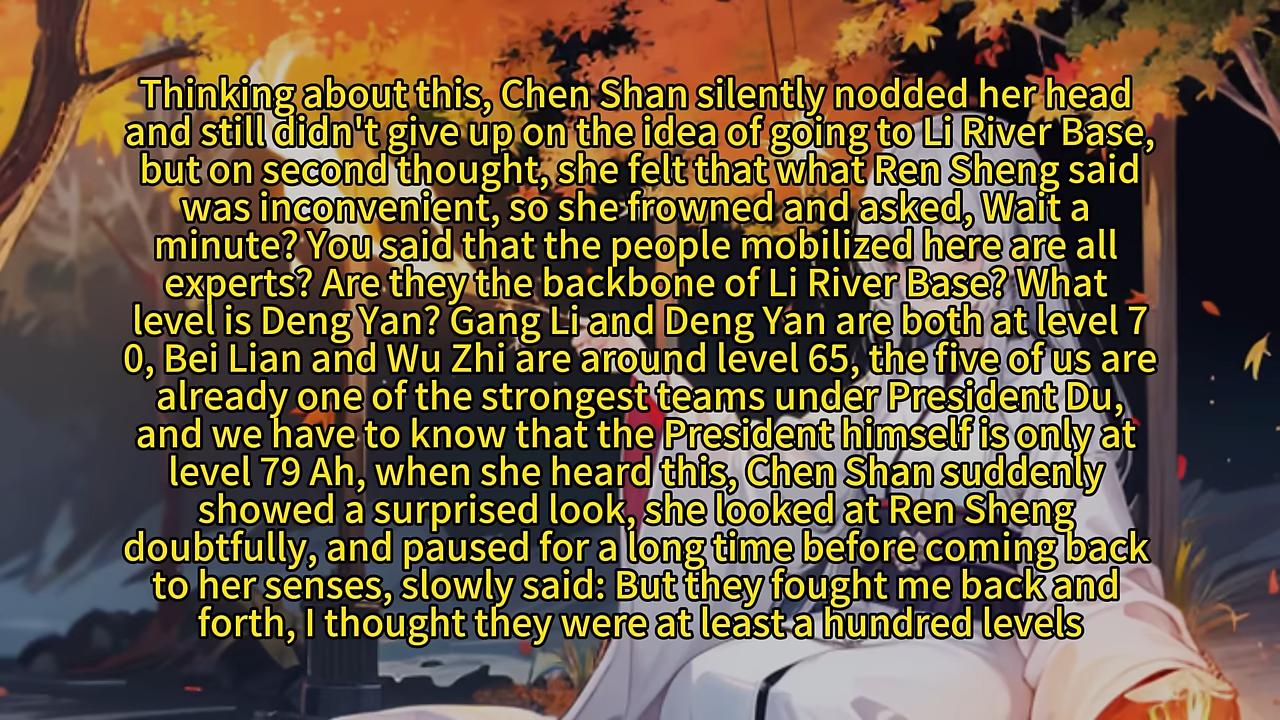 Thinking about this, Chen Shan silently nodded her head
and still didn't give up on the idea of going to Li River Base,
but on second thought, she felt that what Ren Sheng said
was inconvenient, so she frowned and asked, Wait a
minute? You said that the people mobilized here are all
experts? Are they the backbone of Li River Base? What
level is Deng Yan? Gang Li and Deng Yan are both at level 7
0, Bei Lian and Wu Zhi are around level 65, the five of us are
already one of the strongest teams under President Du,
and we have to know that the President himself is only at
level 79 Ah, when she heard this, Chen Shan suddenly
showed a surprised look, she looked at Ren Sheng
doubtfully, and paused for a long time before coming back
to her senses, slowly said: But they fought me back and
forth, I thought they were at least a hundred levels